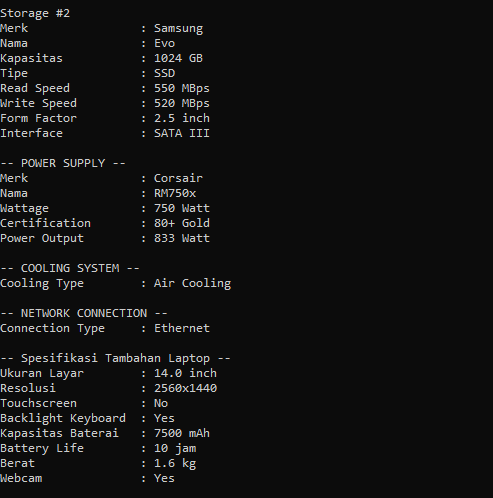 Storage #2
Merk : Samsung
Nama : Evo
Kapasitas : 1024 GB
Tipe : SSD
Read Speed : 550 MBps
Write Speed : 520 MBps
Form Factor : 2.5 inch
Interface : SATA III
-- POWER SUPPLY --
Merk : Corsair
Nama : RM750x
Wattage : 750 Watt
Certification : 80+ Gold
Power Output : 833 Watt
-- COOLING SYSTEM --
Cooling Type : Air Cooling
-- NETWORK CONNECTION --
Connection Type : Ethernet
-- Spesifikasi Tambahan Laptop --
Ukuran Layar : 14.0 inch
Resolusi : 2560x1440
Touchscreen : No
Backlight Keyboard : Yes
Kapasitas Baterai : 7500 mAh
Battery Life : 10 jam
Berat : 1.6 kg
Webcam : Yes